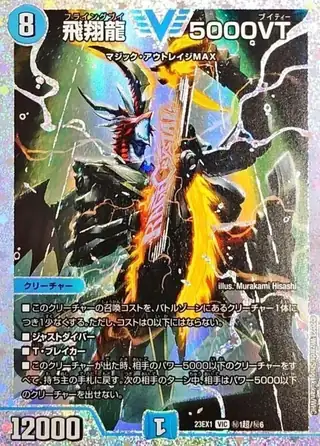 フライングガイ ブイティー
8 飛翔龍 5000VT
マジック・アウトレイジMAX
illus. Murakami Hisashi
クリーチャー
■このクリーチャーの召喚コストを、バトルゾーンにあるクリーチャー1体に
つき1少なくする。ただし、コストは0以下にはならない。
■ジャストダイバー
■T・ブレイカー
■このクリーチャーが出た時、相手のパワー5000以下のクリーチャーをす
べて、持ち主の手札に戻す。次の相手のターン中、相手はパワー5000以下
のクリーチャーを出せない。
12000
1
23EX1 VIC ㊙1超/㊙6